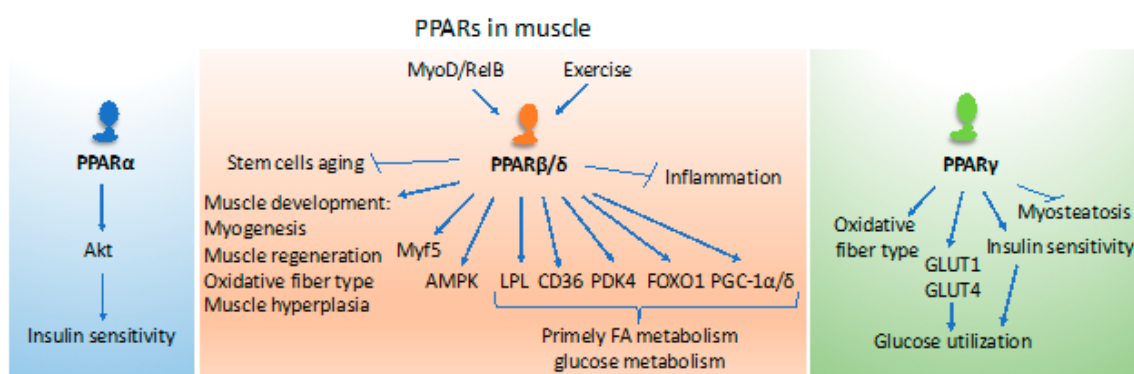 PPARs in muscle
PPARα
Akt
Insulin sensitivity
MyoD/RelB
Exercise
PPARβ/δ
Stem cells aging
Inflammation
Muscle development:
Myogenesis
Muscle regeneration
Oxidative fiber type
Muscle hyperplasia
Myf5
AMPK
LPL
CD36
PDK4
FOXO1
PGC-1α/δ
Primely FA metabolism
glucose metabolism
PPARγ
Oxidative
fiber type
GLUT1
GLUT4
Insulin sensitivity
Myosteatosis
Glucose utilization